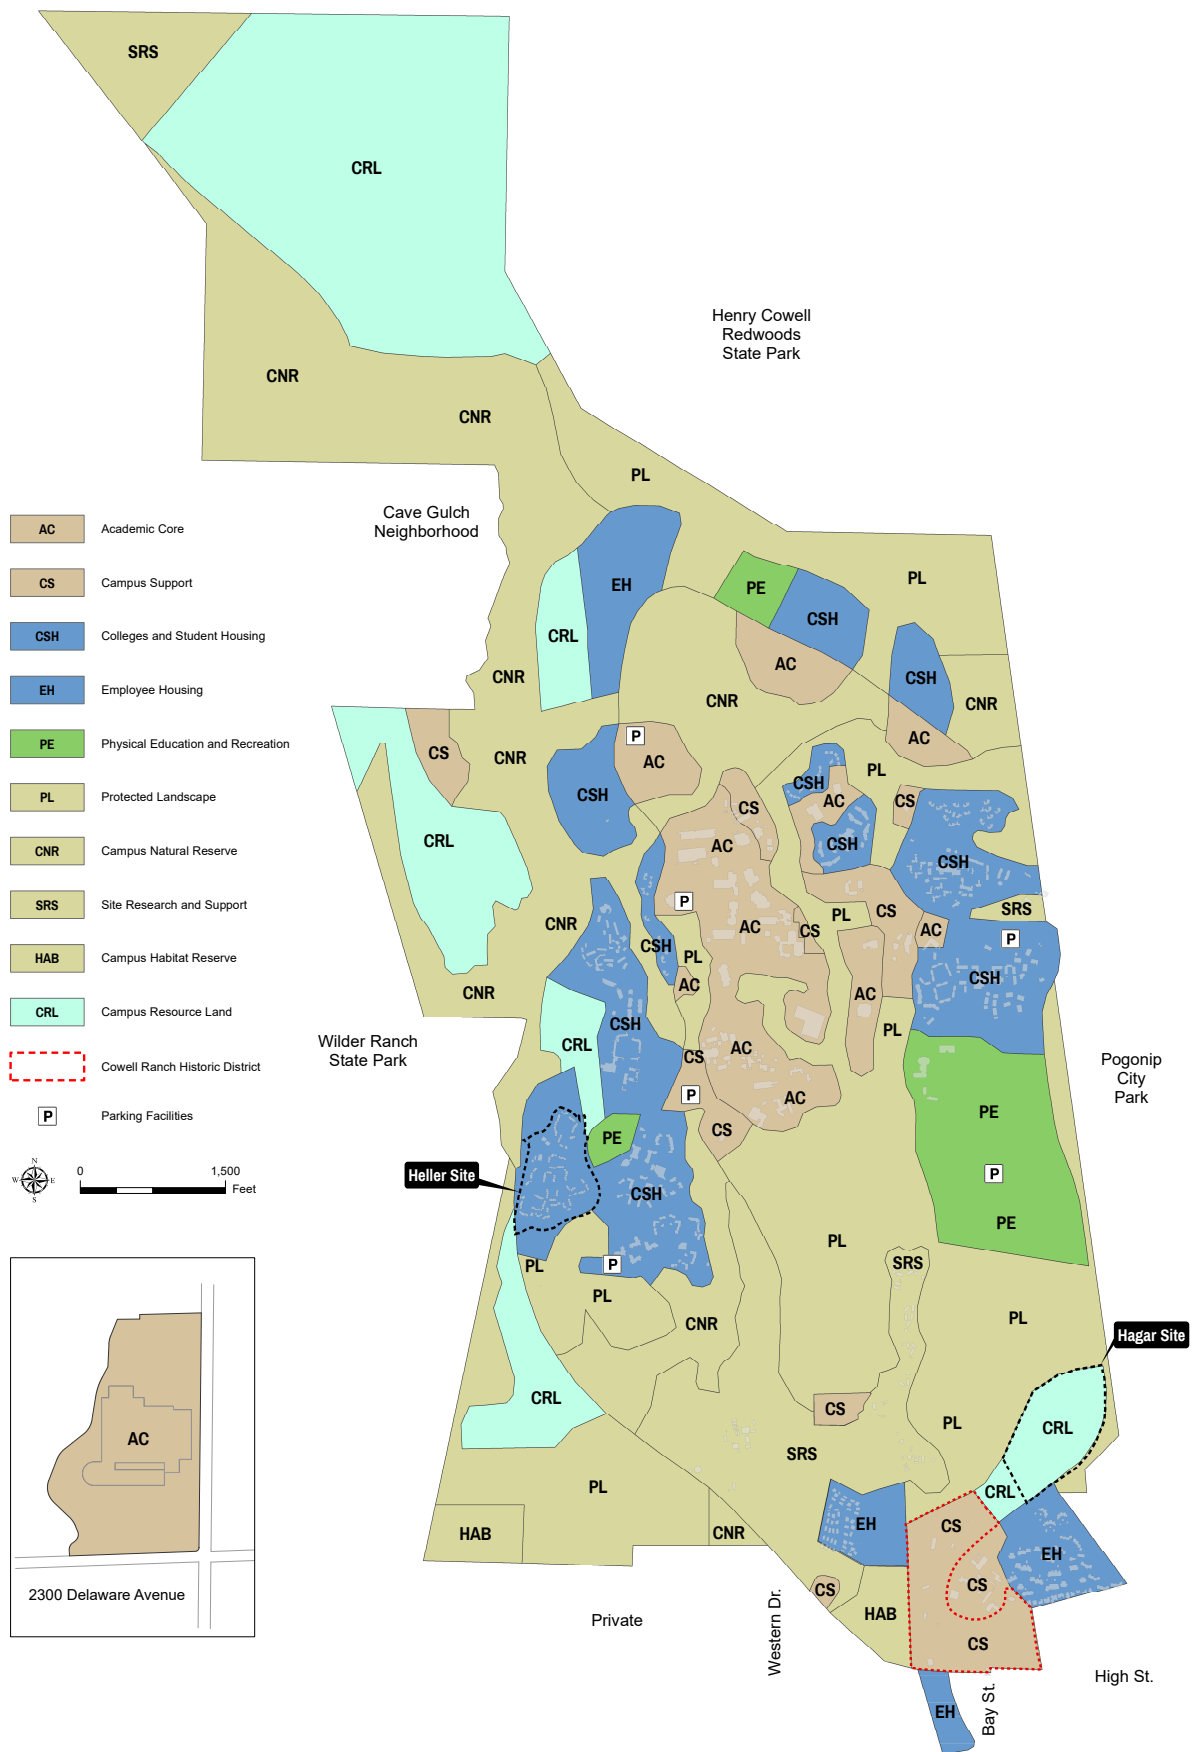 SRS
CRL
Henry Cowell
Redwoods
State Park
CNR
CNR
PL
Cave Gulch
Neighborhood
AC Academic Core
CS Campus Support
CSH Colleges and Student Housing
EH Employee Housing
PE Physical Education and Recreation
PL Protected Landscape
CNR Campus Natural Reserve
SRS Site Research and Support
HAB Campus Habitat Reserve
CRL Campus Resource Land
Cowell Ranch Historic District
P Parking Facilities
N
W E
S
0 1,500
Feet
EH
PE
PL
CSH
CRL
AC
CNR
CSH
CNR
CNR
P
AC
CS
CNR
AC
CSH
CSH
PL
AC
CS
CS
CRL
AC
CSH
CSH
P
SRS
CNR
AC
CS
PL
CS
AC
P
CSH
PL
AC
CSH
CNR
AC
Wilder Ranch
State Park
CSH
CRL
CS
AC
PL
Pogonip
City
Park
P
AC
PE
CS
PE
Heller Site
CSH
P
PE
PL
SRS
PL
P
PL
CNR
PL
Hagar Site
CRL
CS
PL
CRL
SRS
PL
CRL
HAB
CNR
EH
CS
EH
CS
CS
HAB
CS
Private
Western Dr.
High St.
Bay St.
EH
AC
2300 Delaware Avenue